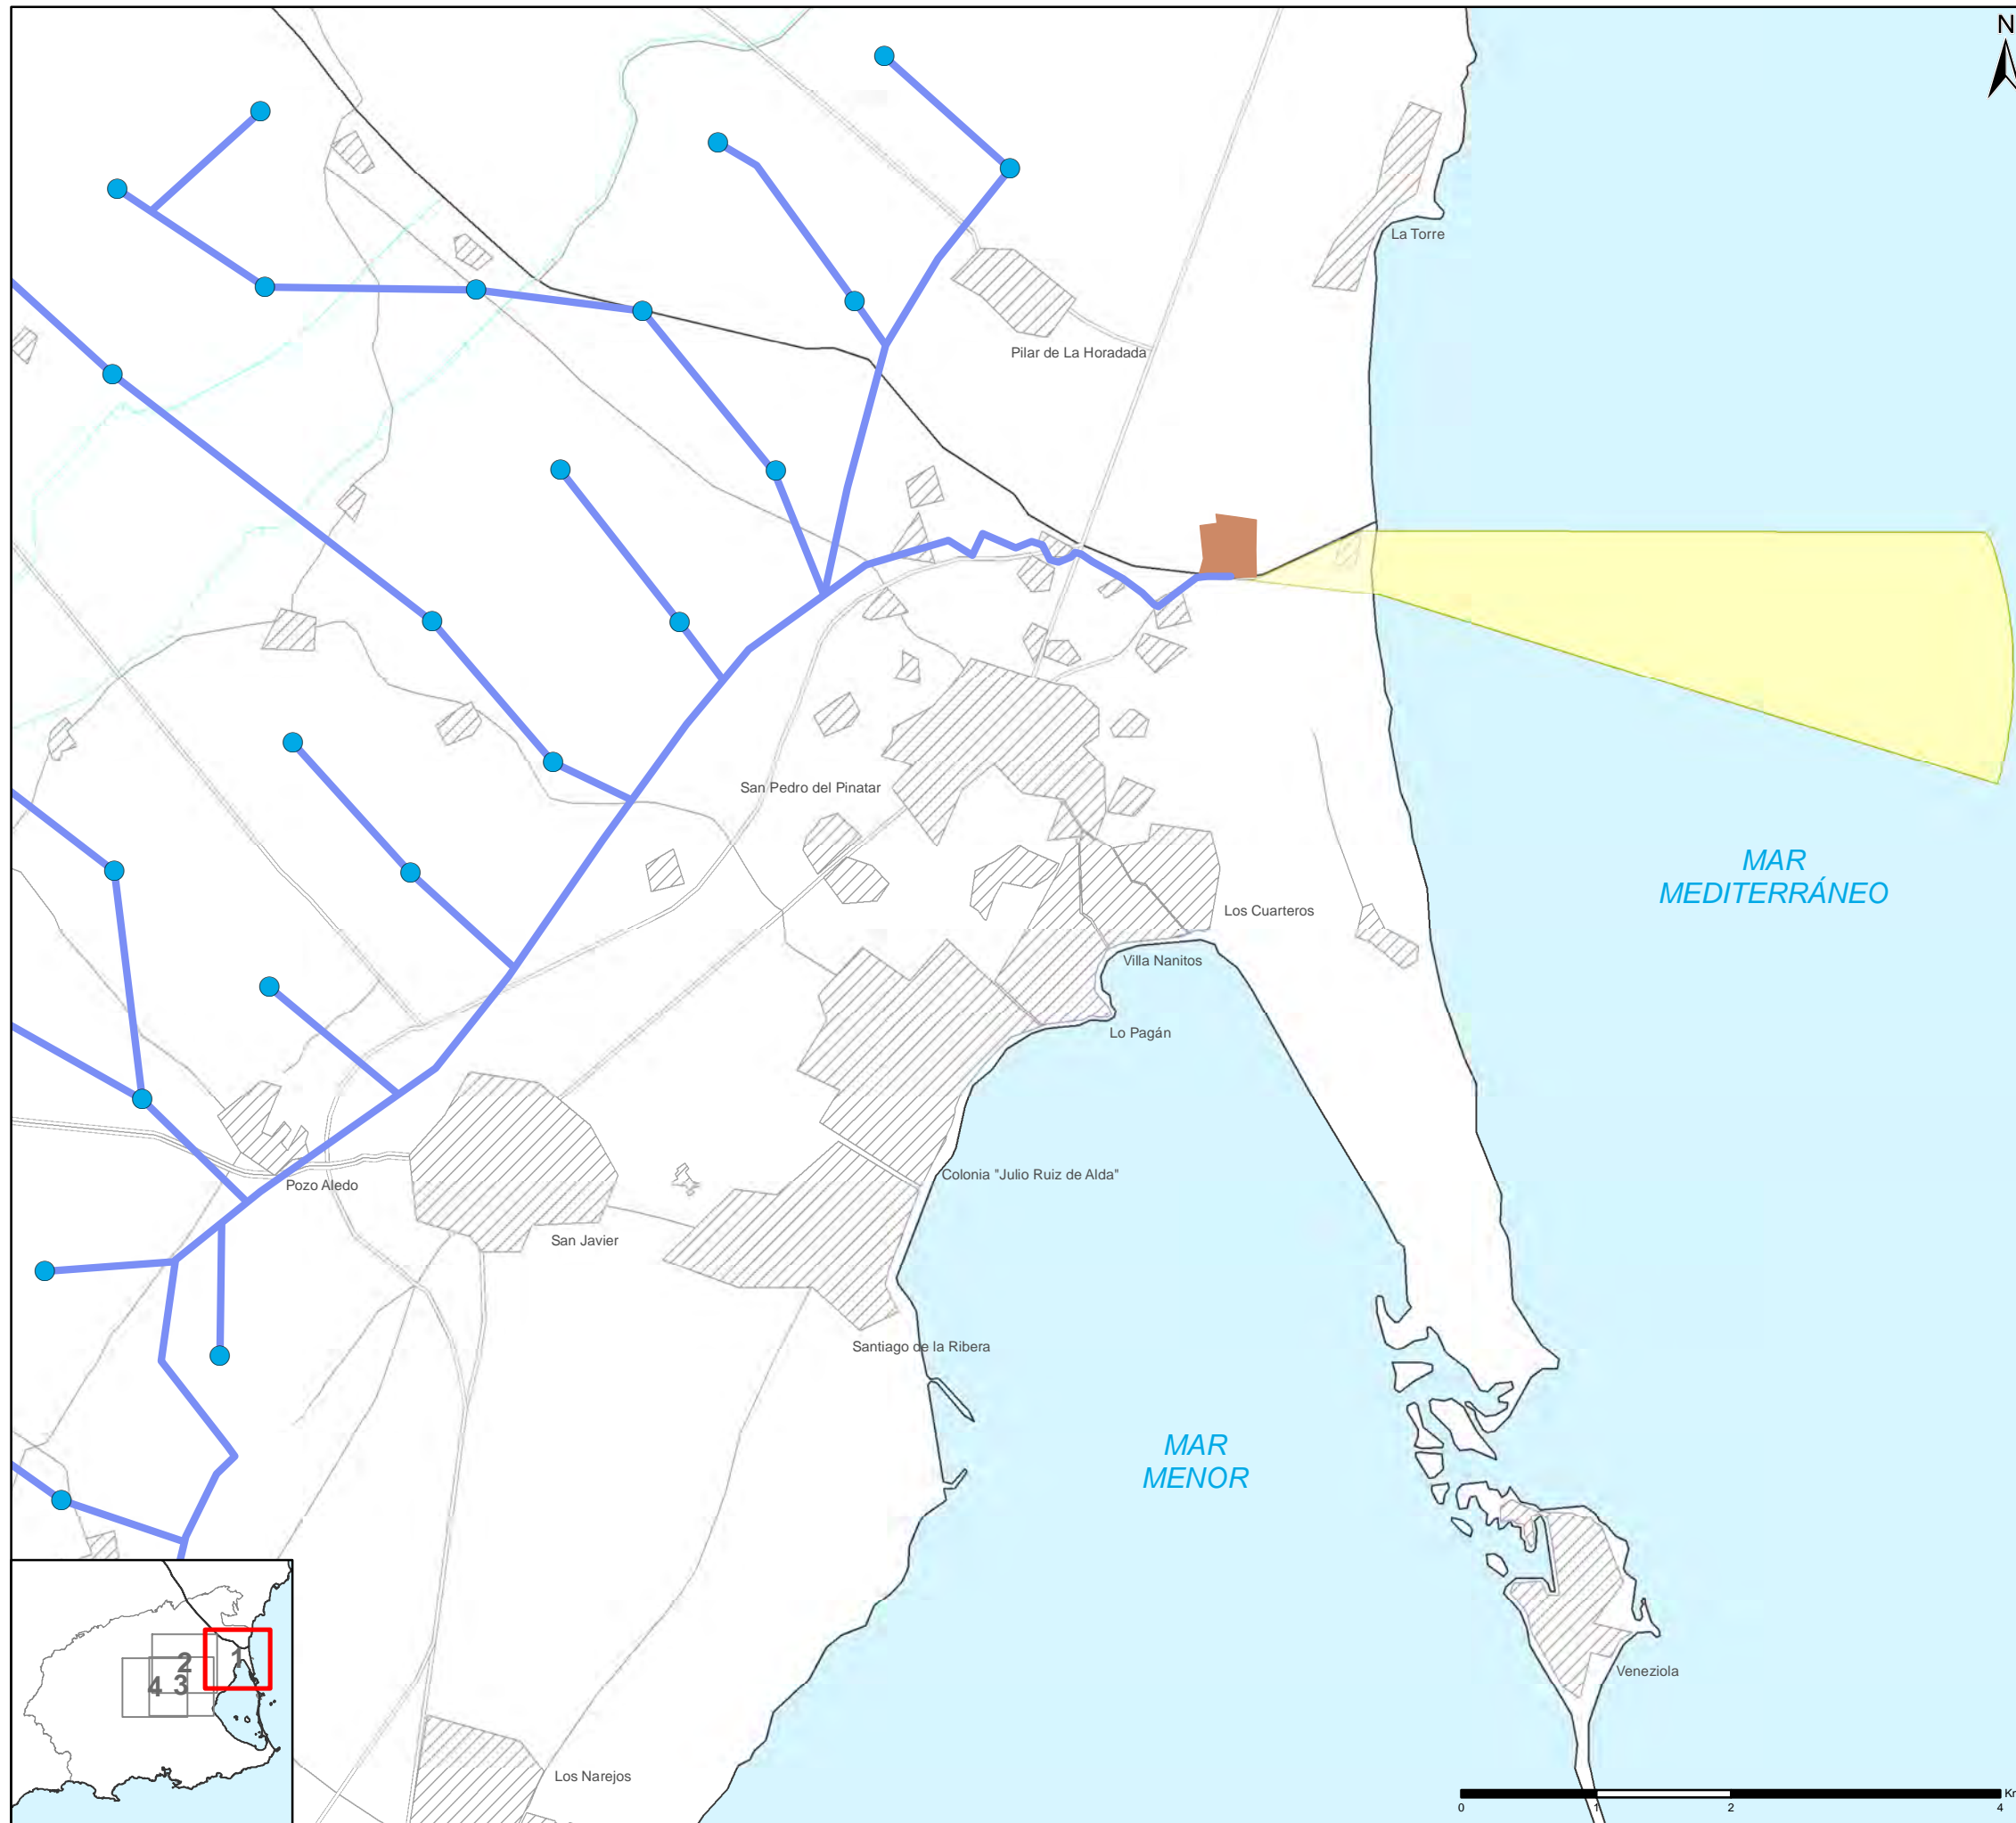 N
La Torre
Pilar de La Horadada
San Pedro del Pinatar
MAR
MEDITERRÁNEO
Los Cuarteros
Villa Nanitos
Lo Pagán
Colonia "Julio Ruiz de Alda"
Pozo Aledo
San Javier
Santiago de la Ribera
MAR
MENOR
1
2
3
4
Veneziola
Los Narejos
0 1 2 4